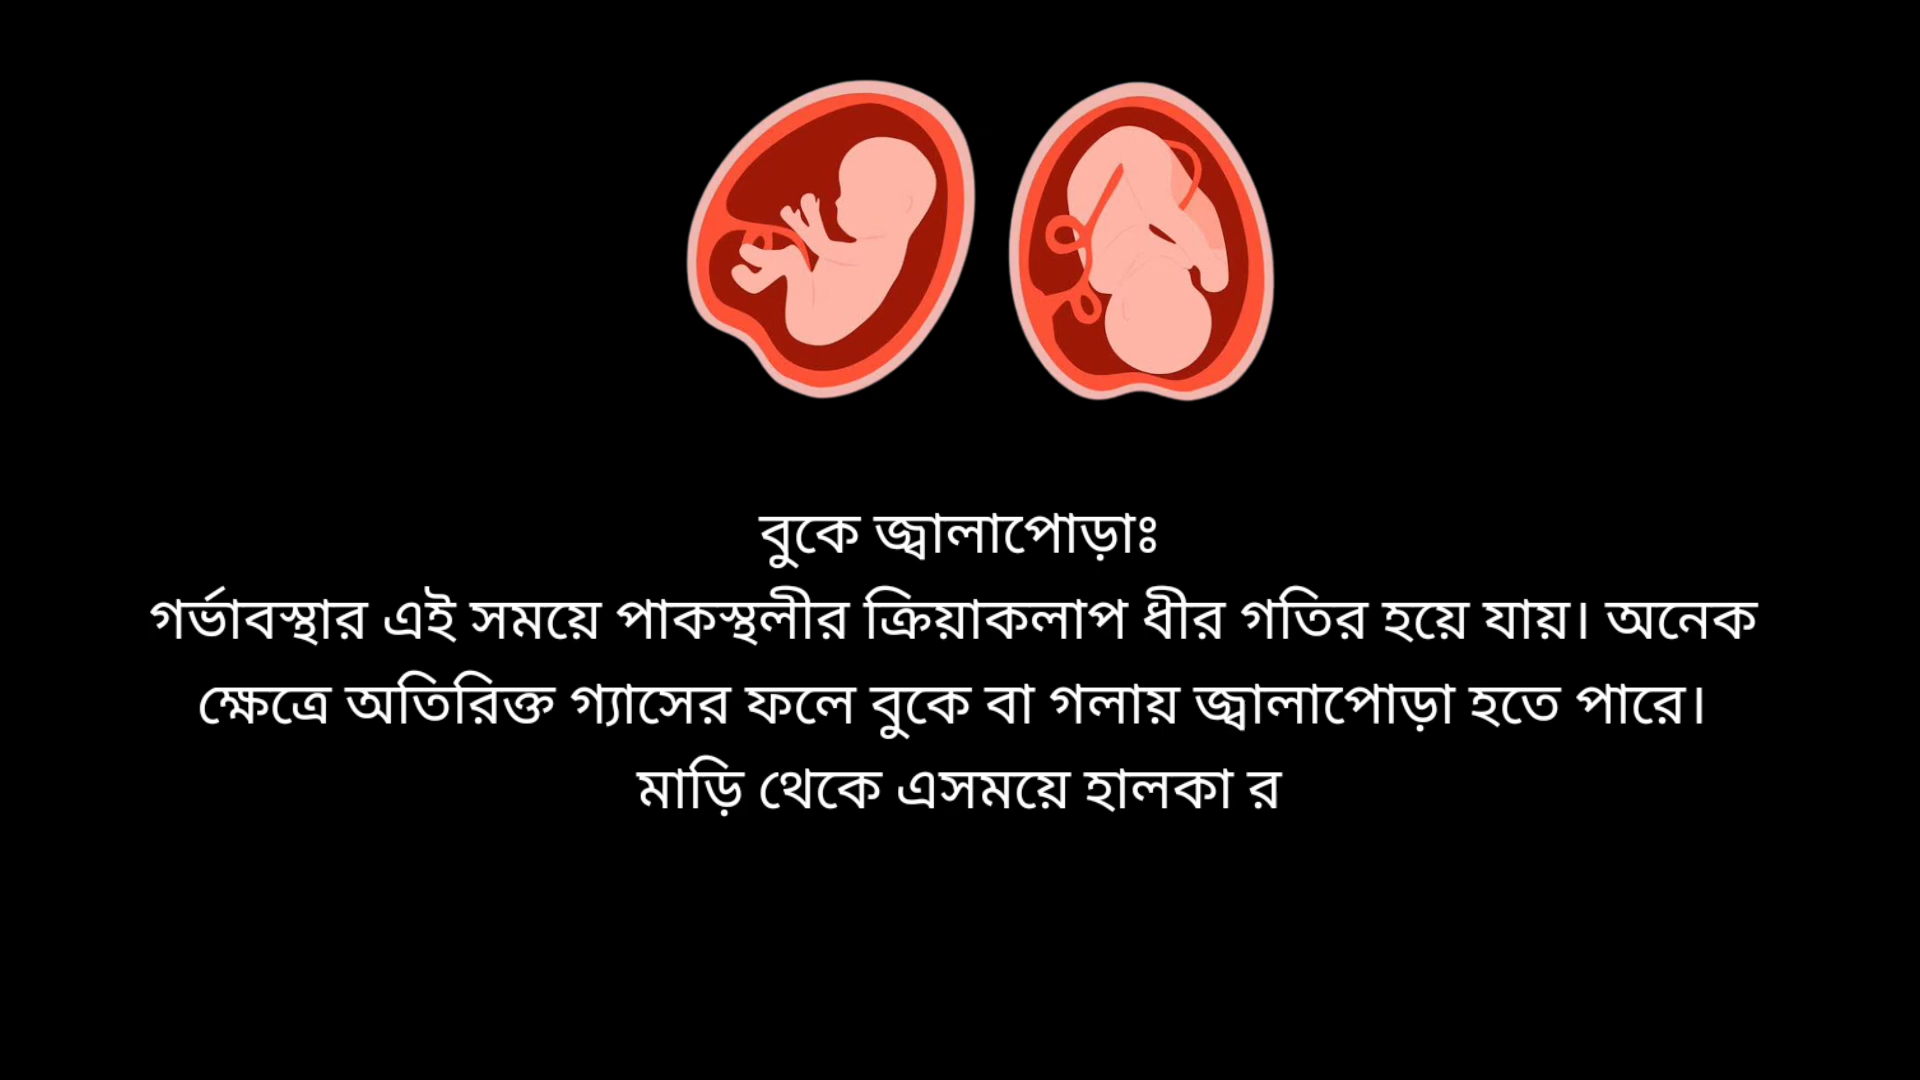 বুকে জ্বালাপোড়াঃ
গর্ভাবস্থার এই সময়ে পাকস্থলীর ক্রিয়াকলাপ ধীর গতির হয়ে যায়। অনেক
ক্ষেত্রে অতিরিক্ত গ্যাসের ফলে বুকে বা গলায় জ্বালাপোড়া হতে পারে।
মাড়ি থেকে এসময়ে হালকা র